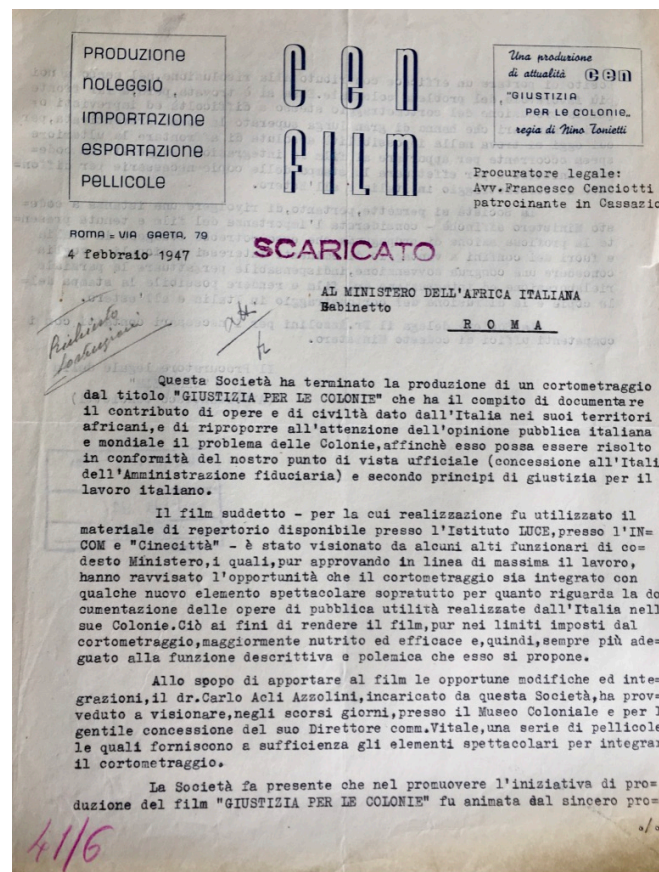 PRODUZIONE
NOLEGGIO
IMPORTAZIONE
ESPORTAZIONE
PELLICOLE
CEN
FILM
Una produzione
di attualità CEN
"GIUSTIZIA
PER LE COLONIE"
regia di Nino Tonietti
Procuratore legale:
Avv.Francesco Cenciotti
patrocinante in Cassazio
ROMA = VIA GAETA, 79
4 febbraio 1947
SCARICATO
AL MINISTERO DELL'AFRICA ITALIANA
Gabinetto
R O M A
Questa Società ha terminato la produzione di un cortometraggio
dal titolo "GIUSTIZIA PER LE COLONIE" che ha il compito di documentare
il contributo di opere e di civiltà dato dall'Italia nei suoi territori
africani,e di riproporre all'attenzione dell'opinione pubblica italiana
e mondiale il problema delle Colonie,affinchè esso possa essere risolto
in conformità del nostro punto di vista ufficiale (concessione all'Itali
dell'Amministrazione fiduciaria) e secondo principi di giustizia per il
lavoro italiano.
Il film suddetto - per la cui realizzazione fu utilizzato il
materiale di repertorio disponibile presso l'Istituto LUCE,presso l'IN=
COM e "Cinecittà" - è stato visionato da alcuni alti funzionari di co=
desto Ministero,i quali,pur approvando in linea di massima il lavoro,
hanno ravvisato l'opportunità che il cortometraggio sia integrato con
qualche nuovo elemento spettacolare sopratutto per quanto riguarda la do
cumentazione delle opere di pubblica utilità realizzate dall'Italia nell
sue Colonie.Ciò ai fini di rendere il film,pur nei limiti imposti dal
cortometraggio,maggiormente nutrito ed efficace e,quindi,sempre più ade=
guato alla funzione descrittiva e polemica che esso si propone.
Allo scopo di apportare al film le opportune modifiche ed inte=
grazioni,il dr.Carlo Acli Azzolini,incaricato da questa Società,ha prov=
veduto a visionare,negli scorsi giorni,presso il Museo Coloniale e per l
gentile concessione del suo Direttore comm.Vitale,una serie di pellicole
le quali forniscono a sufficienza gli elementi spettacolari per integrar
il cortometraggio.
La Società fa presente che nel promuovere l'iniziativa di pro=
duzione del film "GIUSTIZIA PER LE COLONIE" fu animata dal sincero pro=
41/6